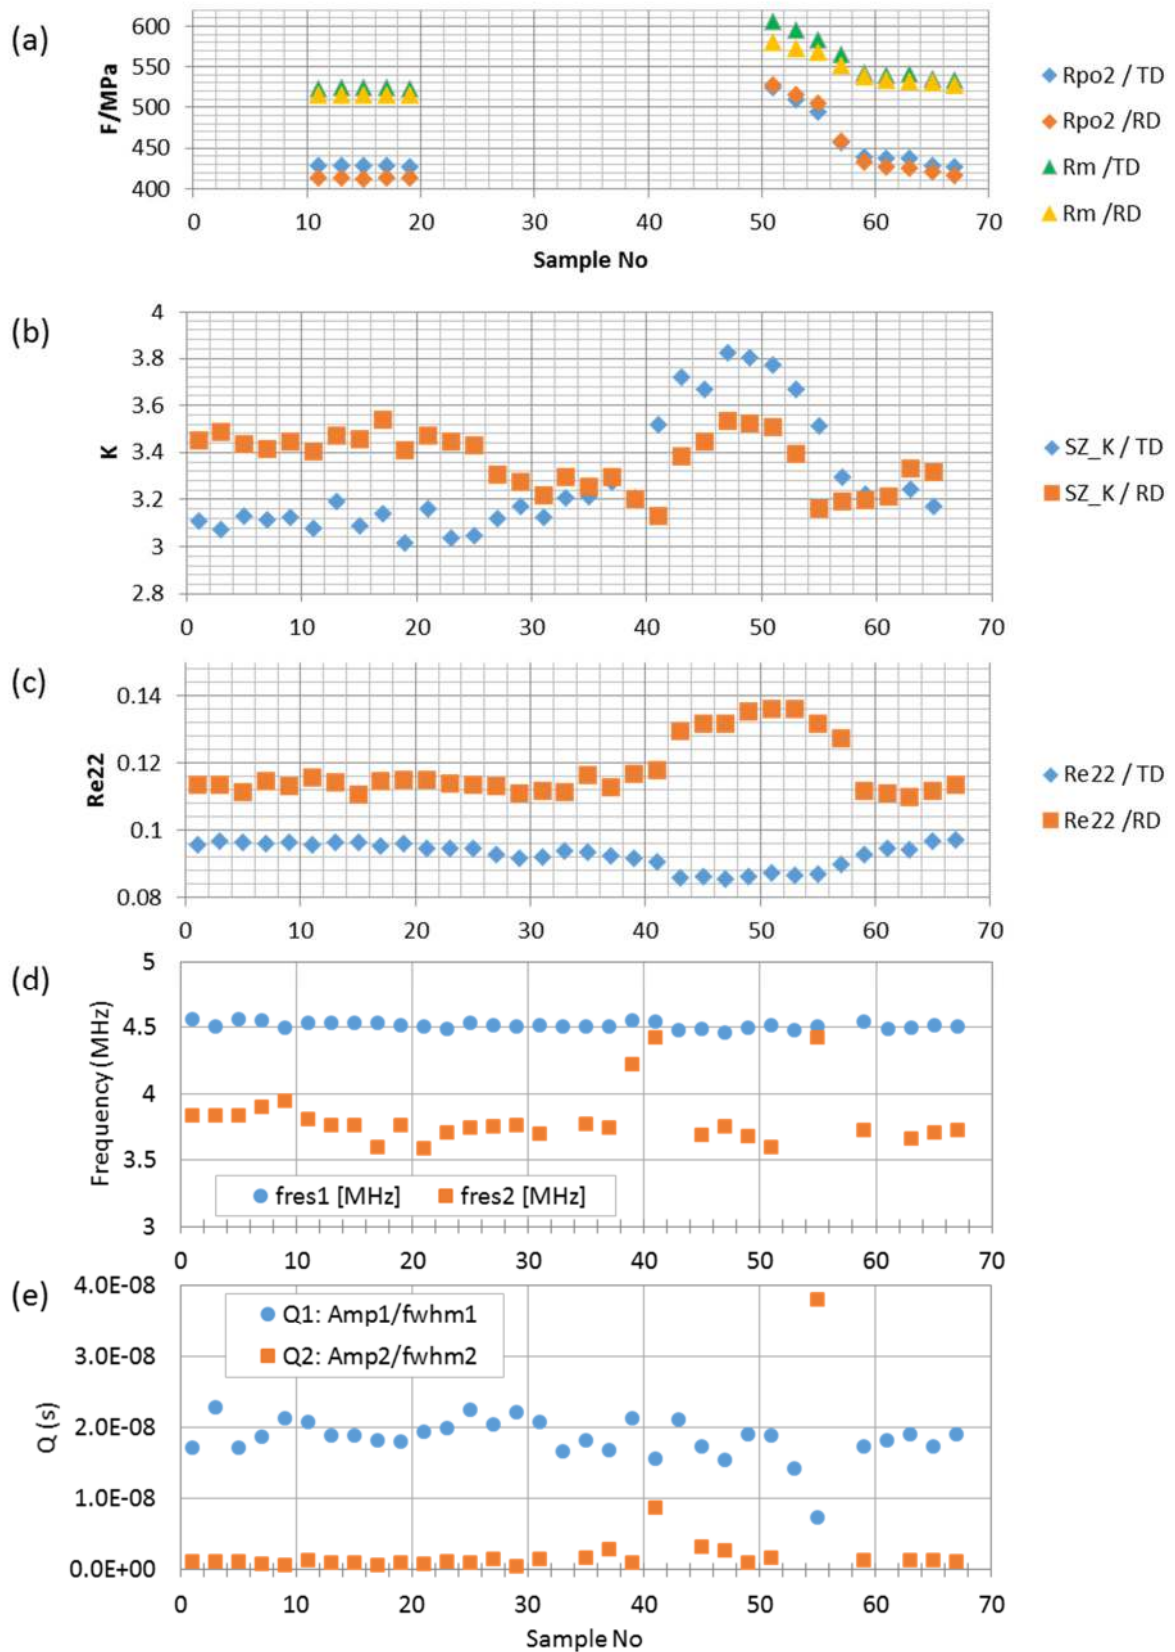 (a)
F/MPa
600
550
500
450
400
0 10 20 30 40 50 60 70
Sample No
Rpo2 / TD
Rpo2 /RD
Rm /TD
Rm /RD
(b)
K
4
3.8
3.6
3.4
3.2
3
2.8
0 10 20 30 40 50 60 70
SZ_K / TD
SZ_K / RD
(c)
Re22
0.14
0.12
0.1
0.08
0 10 20 30 40 50 60 70
Re22 / TD
Re22 /RD
(d)
Frequency (MHz)
5
4.5
4
3.5
3
fres1 [MHz] fres2 [MHz]
0 10 20 30 40 50 60 70
(e)
Q (s)
4.0E-08
3.0E-08
2.0E-08
1.0E-08
0.0E+00
Q1: Amp1/fwhm1
Q2: Amp2/fwhm2
0 10 20 30 40 50 60 70
Sample No